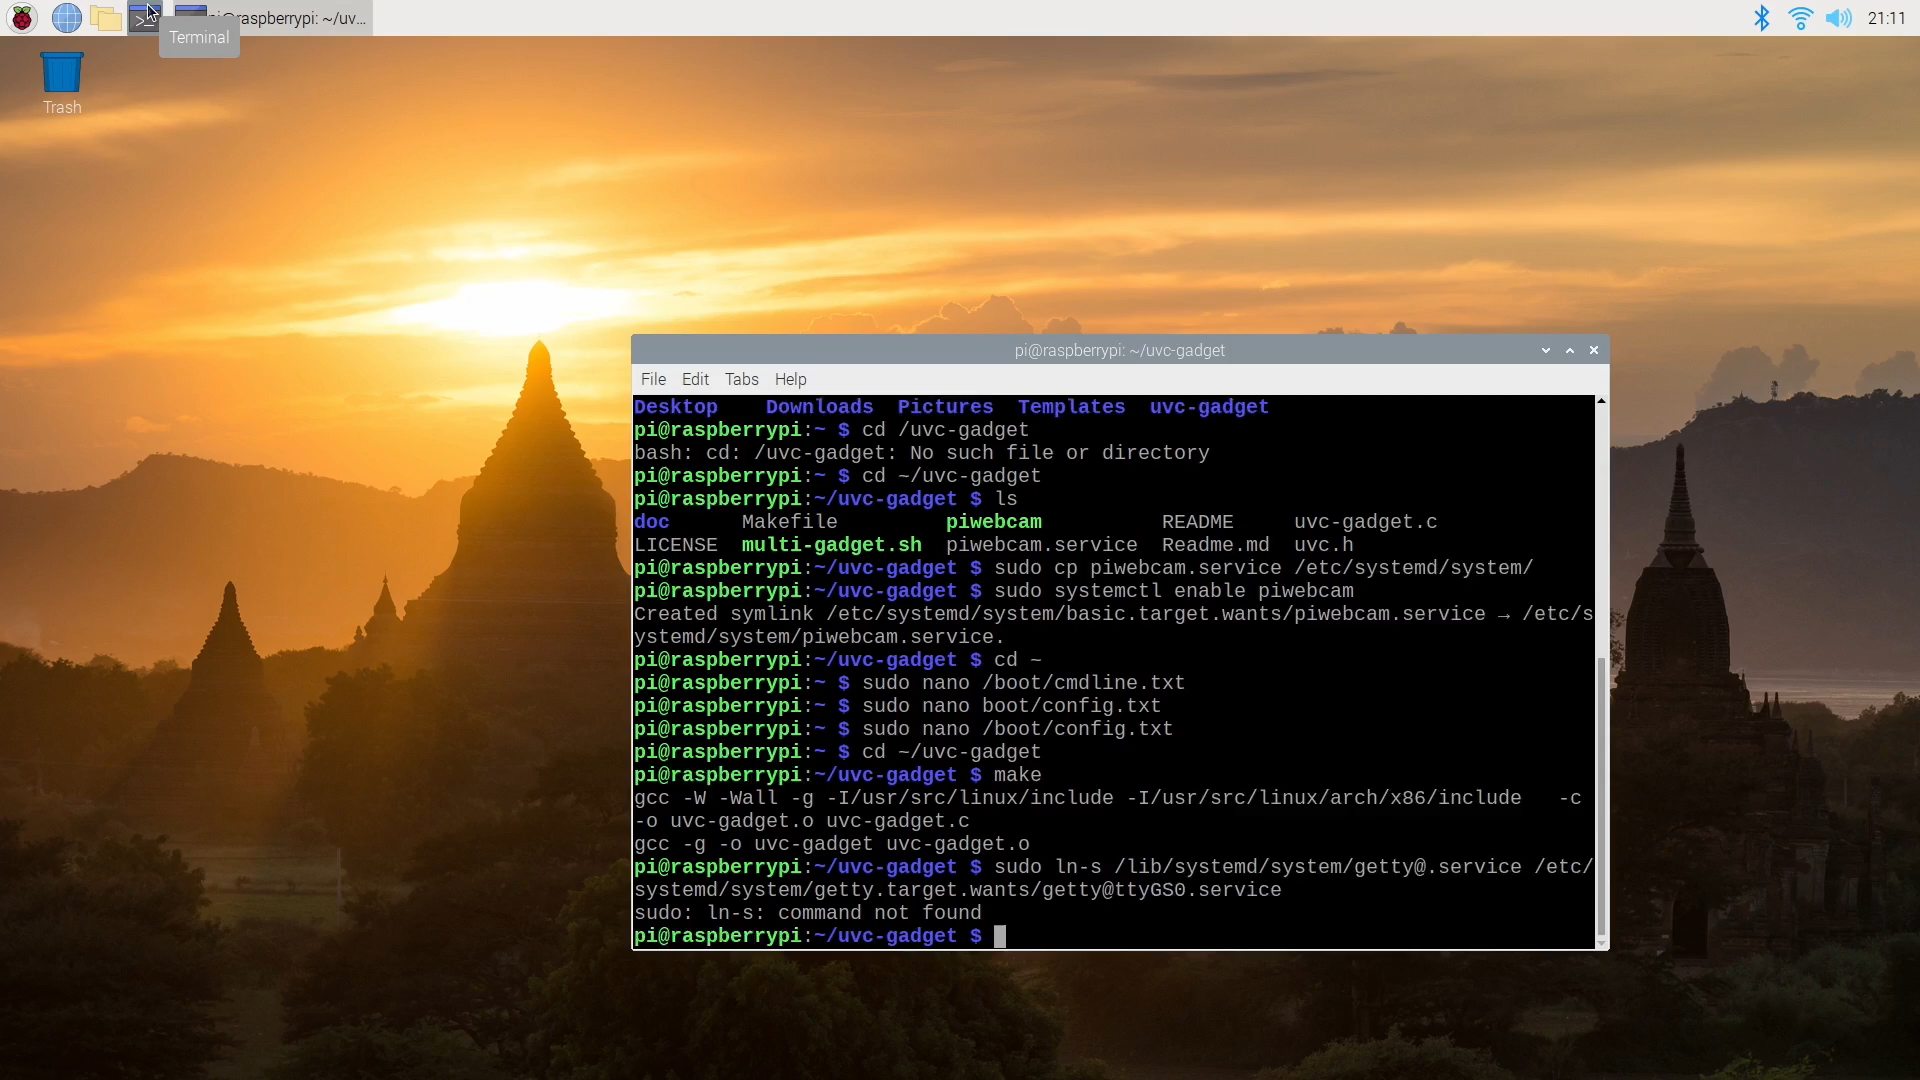 pi@raspberrypi: ~/uv...
21:11
Terminal
Trash
pi@raspberrypi: ~/uvc-gadget
File Edit Tabs Help
Desktop Downloads Pictures Templates uvc-gadget
pi@raspberrypi:~ $ cd /uvc-gadget
bash: cd: /uvc-gadget: No such file or directory
pi@raspberrypi:~ $ cd ~/uvc-gadget
pi@raspberrypi:~/uvc-gadget $ ls
doc Makefile piwebcam README uvc-gadget.c
LICENSE multi-gadget.sh piwebcam.service Readme.md uvc.h
pi@raspberrypi:~/uvc-gadget $ sudo cp piwebcam.service /etc/systemd/system/
pi@raspberrypi:~/uvc-gadget $ sudo systemctl enable piwebcam
Created symlink /etc/systemd/system/basic.target.wants/piwebcam.service → /etc/s
ystemd/system/piwebcam.service.
pi@raspberrypi:~/uvc-gadget $ cd ~
pi@raspberrypi:~ $ sudo nano /boot/cmdline.txt
pi@raspberrypi:~ $ sudo nano boot/config.txt
pi@raspberrypi:~ $ sudo nano /boot/config.txt
pi@raspberrypi:~ $ cd ~/uvc-gadget
pi@raspberrypi:~/uvc-gadget $ make
gcc -W -Wall -g -I/usr/src/linux/include -I/usr/src/linux/arch/x86/include -c
-o uvc-gadget.o uvc-gadget.c
gcc -g -o uvc-gadget uvc-gadget.o
pi@raspberrypi:~/uvc-gadget $ sudo ln-s /lib/systemd/system/getty@.service /etc/
systemd/system/getty.target.wants/getty@ttyGS0.service
sudo: ln-s: command not found
pi@raspberrypi:~/uvc-gadget $